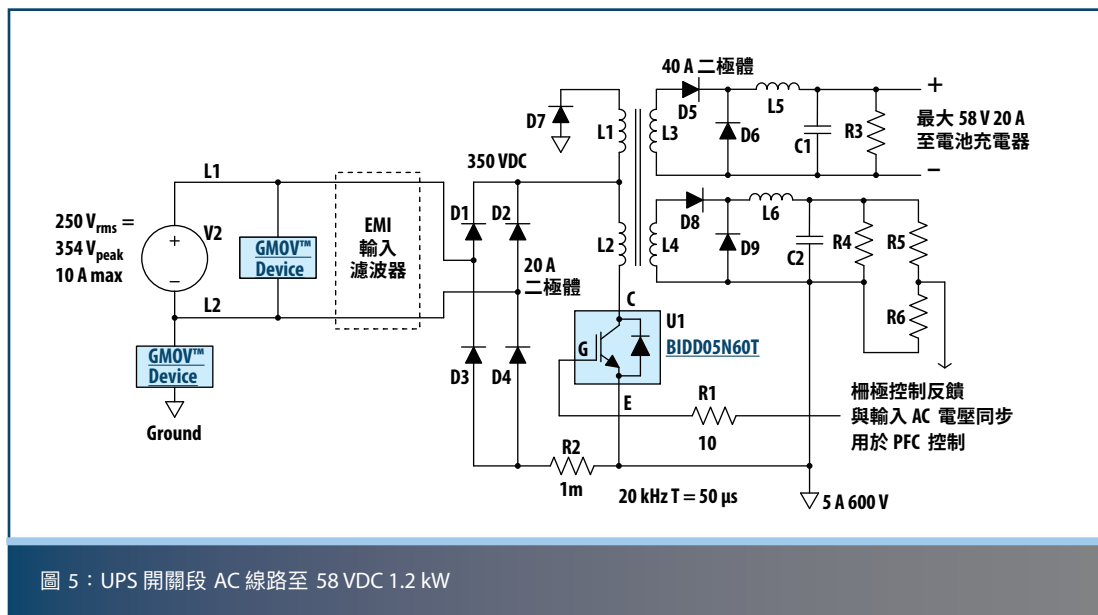 40 A 二極體
D5
L5
+
D7
L1
L3
D6
C1
R3
最大 58 V 20 A
至電池充電器
−
350 VDC
L1
D1
D2
D8
L6
250 Vrms =
354 Vpeak
10 A max
+
V2
−
GMOV™
Device
EMI
輸入
濾波器
L2
L4
D9
C2
R4
R5
20 A
二極體
L2
R6
C
U1
G
BIDD05N60T
GMOV™
Device
D3
D4
E
R1
10
柵極控制反饋
與輸入 AC 電壓同步
用於 PFC 控制
Ground
R2
1m
20 kHz T = 50 µs
5 A 600 V
圖 5：UPS 開關段 AC 線路至 58 VDC 1.2 kW